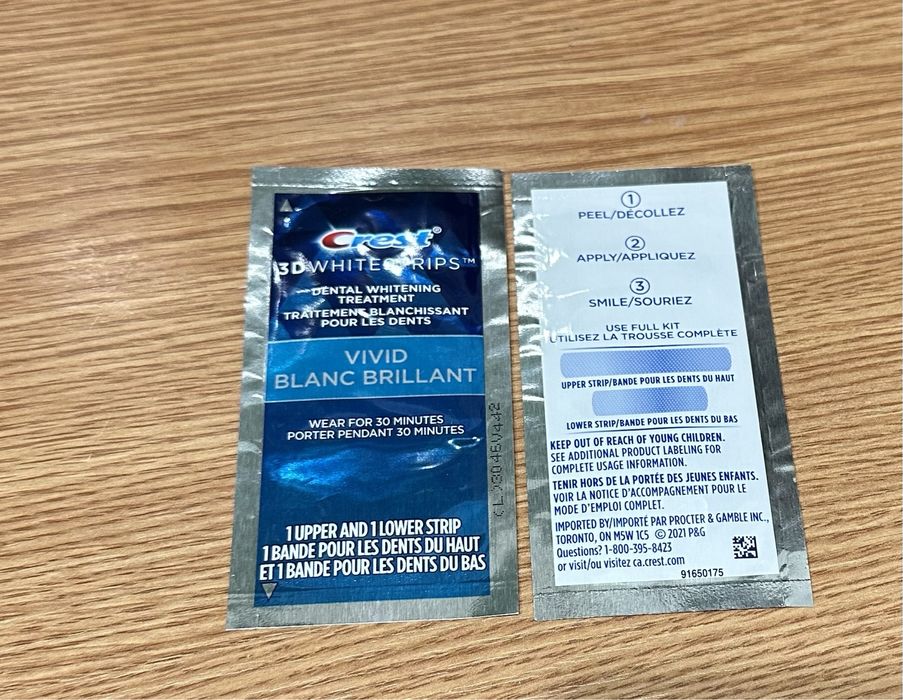 Crest®
3DWHITESTRIPS™
DENTAL WHITENING
TREATMENT
TRAITEMENT BLANCHISSANT
POUR LES DENTS
VIVID
BLANC BRILLANT
WEAR FOR 30 MINUTES
PORTER PENDANT 30 MINUTES
1 UPPER AND 1 LOWER STRIP
1 BANDE POUR LES DENTS DU HAUT
ET 1 BANDE POUR LES DENTS DU BAS
1
PEEL/DÉCOLLEZ
2
APPLY/APPLIQUEZ
3
SMILE/SOURIEZ
USE FULL KIT
UTILISEZ LA TROUSSE COMPLÈTE
UPPER STRIP/BANDE POUR LES DENTS DU HAUT
LOWER STRIP/BANDE POUR LES DENTS DU BAS
KEEP OUT OF REACH OF YOUNG CHILDREN.
SEE ADDITIONAL PRODUCT LABELING FOR
COMPLETE USAGE INFORMATION.
TENIR HORS DE LA PORTÉE DES JEUNES ENFANTS.
VOIR LA NOTICE D'ACCOMPAGNEMENT POUR LE
MODE D'EMPLOI COMPLET.
IMPORTED BY/IMPORTÉ PAR PROCTER & GAMBLE INC.,
TORONTO, ON M5W 1C5 © 2021 P&G
Questions? 1-800-395-8423
or visit/ou visitez ca.crest.com
91650175